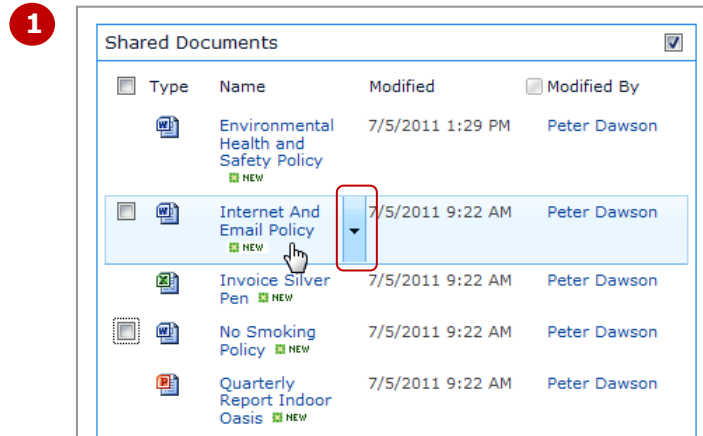 1
Shared Documents
Type Name Modified Modified By
Environmental 7/5/2011 1:29 PM Peter Dawson
Health and
Safety Policy
NEW
Internet And 7/5/2011 9:22 AM Peter Dawson
Email Policy
NEW
Invoice Silver 7/5/2011 9:22 AM Peter Dawson
Pen NEW
No Smoking 7/5/2011 9:22 AM Peter Dawson
Policy NEW
Quarterly 7/5/2011 9:22 AM Peter Dawson
Report Indoor
Oasis NEW